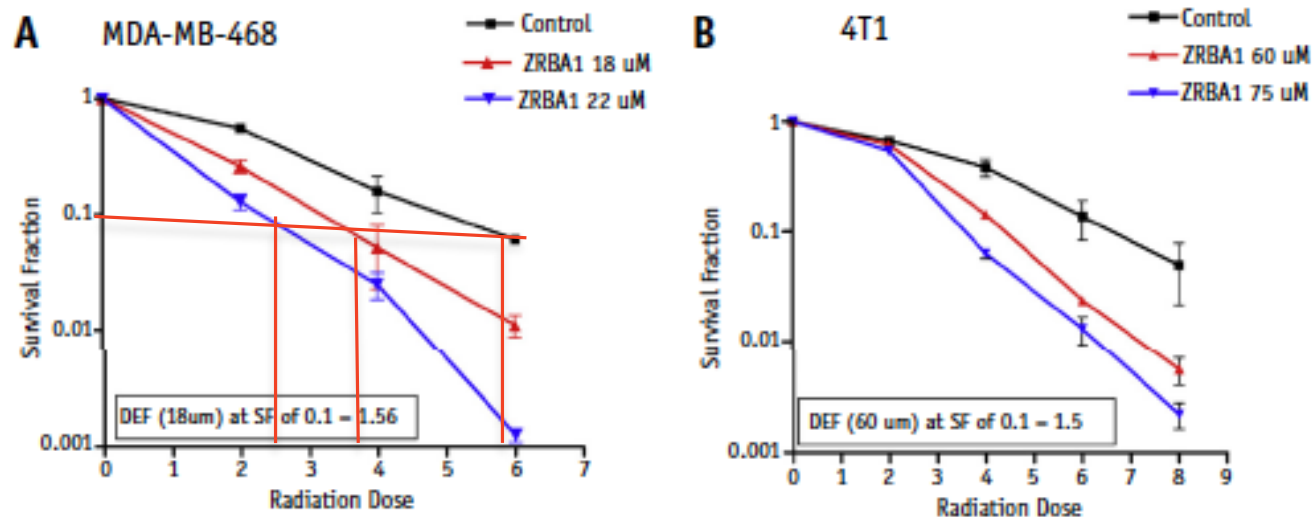 A
MDA-MB-468
Control
ZRBA1 18 uM
ZRBA1 22 uM
Survival Fraction
1
0.1
0.01
0.001
DEF (18um) at SF of 0.1 – 1.56
0 1 2 3 4 5 6 7
Radiation Dose
B
4T1
Control
ZRBA1 60 uM
ZRBA1 75 uM
Survival Fraction
1
0.1
0.01
0.001
DEF (60 um) at SF of 0.1 – 1.5
0 1 2 3 4 5 6 7 8 9
Radiation Dose